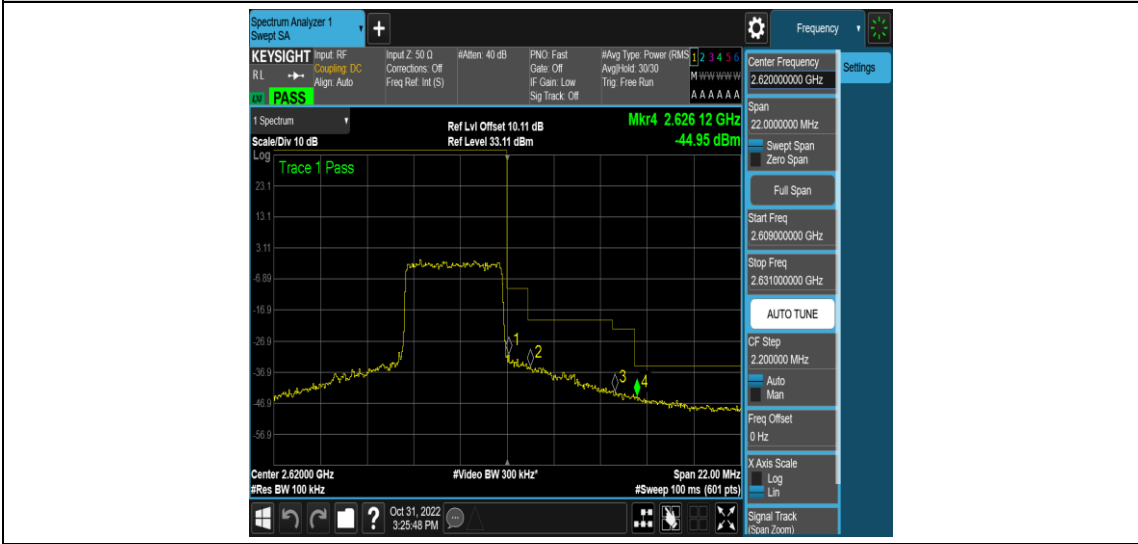 Spectrum Analyzer 1
Swept SA
+
Frequency
KEYSIGHT
RL
PASS
Input: RF
Coupling: DC
Align: Auto
Input Z: 50 Ω
Corrections: Off
Freq Ref: Int (S)
#Atten: 40 dB
PNO: Fast
Gate: Off
IF Gain: Low
Sig Track: Off
#Avg Type: Power (RMS
Avg|Hold: 30/30
Trig: Free Run
1 2 3 4 5 6
M W W W W W
A A A A A A
1 Spectrum
Scale/Div 10 dB
Ref Lvl Offset 10.11 dB
Ref Level 33.11 dBm
Mkr4 2.626 12 GHz
-44.95 dBm
Log
Trace 1 Pass
23.1
13.1
3.11
-6.89
-16.9
-26.9
-36.9
-46.9
-56.9
1
2
3
4
Center 2.62000 GHz
#Res BW 100 kHz
#Video BW 300 kHz*
Span 22.00 MHz
#Sweep 100 ms (601 pts)
?
Oct 31, 2022
3:25:48 PM
Center Frequency
2.620000000 GHz
Settings
Span
22.0000000 MHz
Swept Span
Zero Span
Full Span
Start Freq
2.609000000 GHz
Stop Freq
2.631000000 GHz
AUTO TUNE
CF Step
2.200000 MHz
Auto
Man
Freq Offset
0 Hz
X Axis Scale
Log
Lin
Signal Track
(Span Zoom)